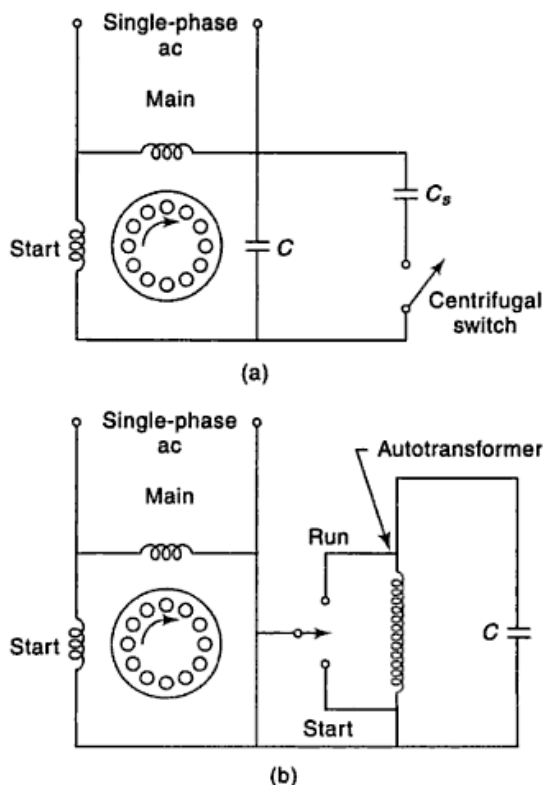 Single-phase
ac
Main
Start
C
Cs
Centrifugal
switch
(a)
Single-phase
ac
Autotransformer
Main
Run
Start
C
Start
(b)